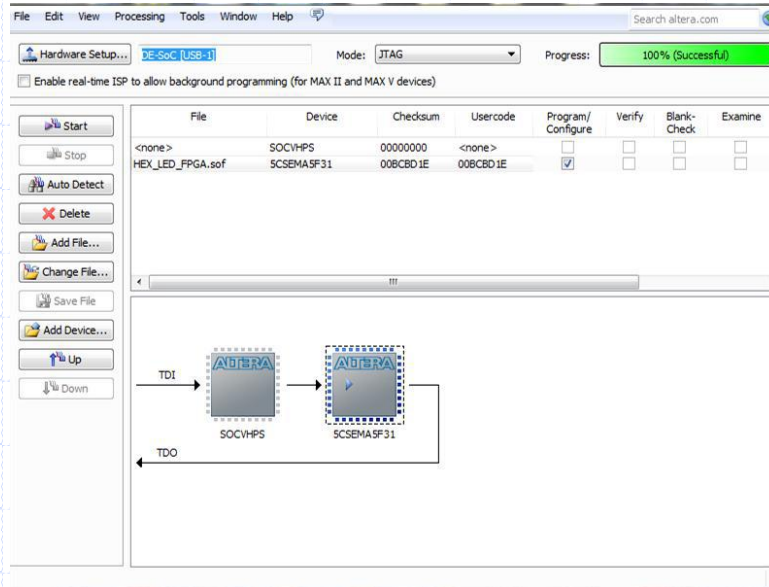 File Edit View Processing Tools Window Help Search altera.com
Hardware Setup... DE-SoC [USB-1] Mode: JTAG Progress: 100% (Successful)
Enable real-time ISP to allow background programming (for MAX II and MAX V devices)
Start
Stop
Auto Detect
Delete
Add File...
Change File...
Save File
Add Device...
Up
Down
File Device Checksum Usercode Program/ Verify Blank- Examine
Configure Check
<none> SOCVHPS 00000000 <none>
HEX_LED_FPGA.sof 5CSEMA5F31 00BCBD1E 00BCBD1E
ALTERA ALTERA
TDI
SOCVHPS 5CSEMA5F31
TDO